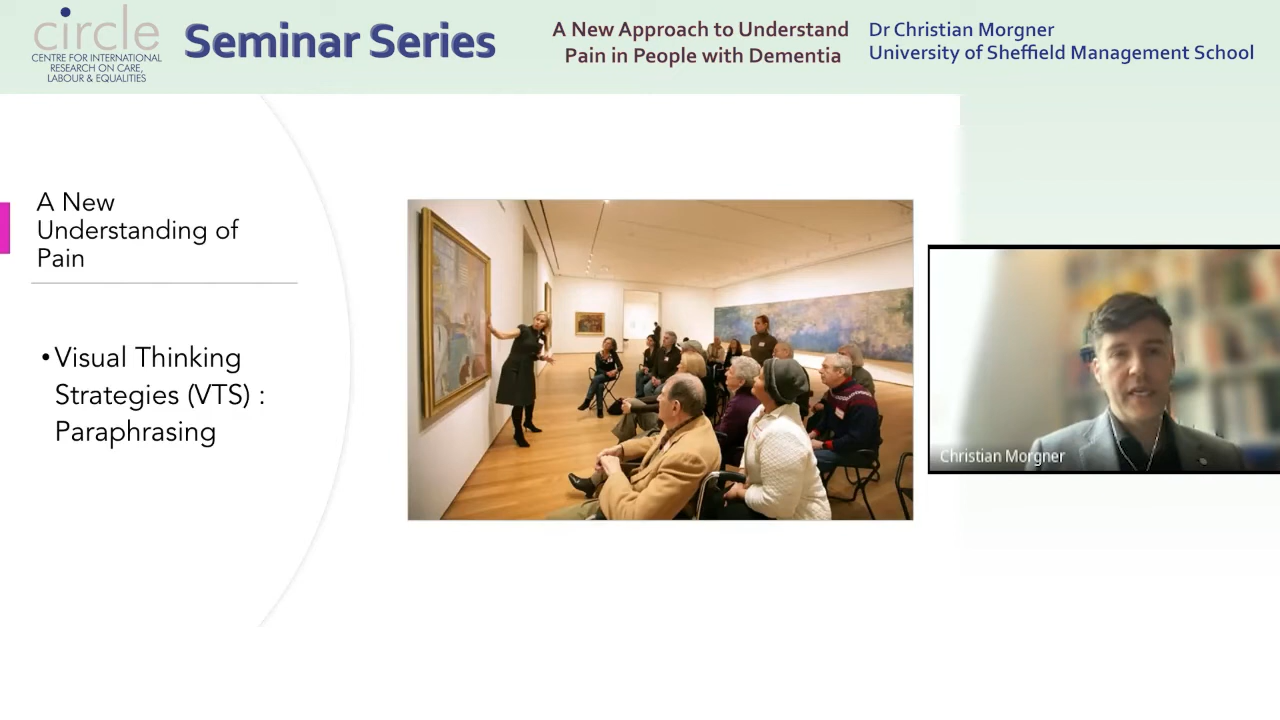 circle
CENTRE FOR INTERNATIONAL
RESEARCH ON CARE,
LABOUR & EQUALITIES
Seminar Series
A New Approach to Understand
Pain in People with Dementia
Dr Christian Morgner
University of Sheffield Management School
A New
Understanding of
Pain
• Visual Thinking
Strategies (VTS) :
Paraphrasing
Christian Morgner